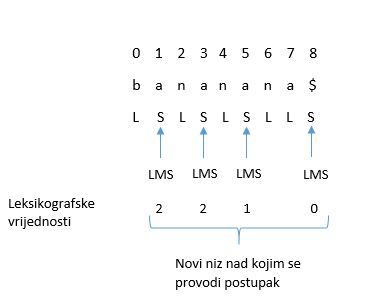 0 1 2 3 4 5 6 7 8
b a n a n a n a $
L S L S L S L L S
LMS LMS LMS LMS
Leksikografske
vrijednosti
2 2 1 0
Novi niz nad kojim se
provodi postupak